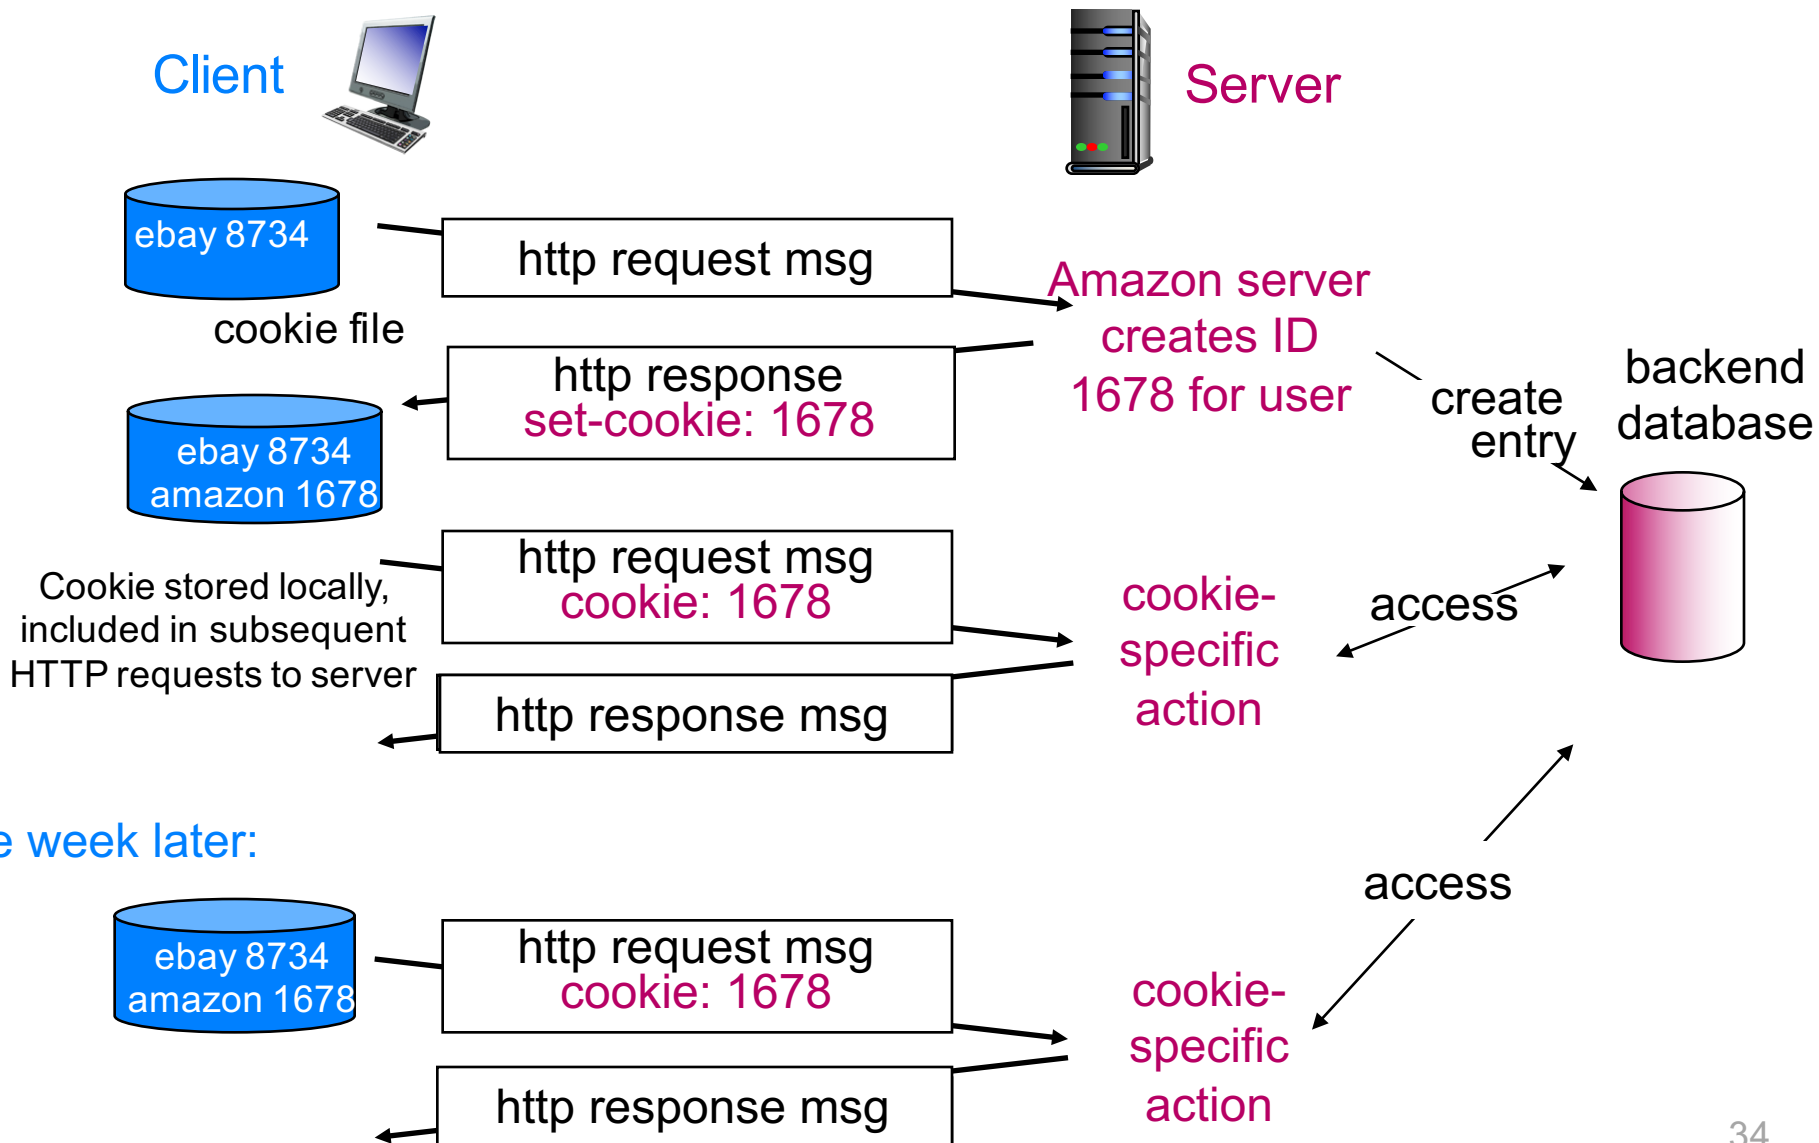 Client
Server
ebay 8734
cookie file
http request msg
Amazon server
creates ID
1678 for user
http response
set-cookie: 1678
create
entry
backend
database
ebay 8734
amazon 1678
Cookie stored locally,
included in subsequent
HTTP requests to server
http request msg
cookie: 1678
cookie-
specific
action
access
http response msg
e week later:
access
ebay 8734
amazon 1678
http request msg
cookie: 1678
cookie-
specific
action
http response msg
34